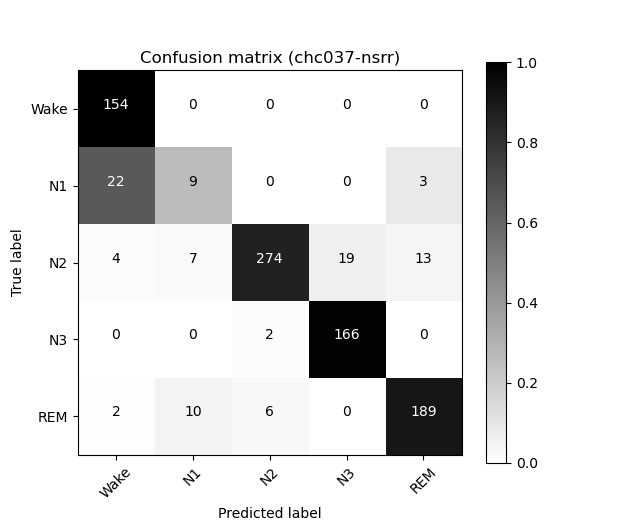 Confusion matrix (chc037-nsrr)
Wake 154 0 0 0 0
N1 22 9 0 0 3
N2 4 7 274 19 13
N3 0 0 2 166 0
REM 2 10 6 0 189
Wake N1 N2 N3 REM
Predicted label
True label
1.0
0.8
0.6
0.4
0.2
0.0